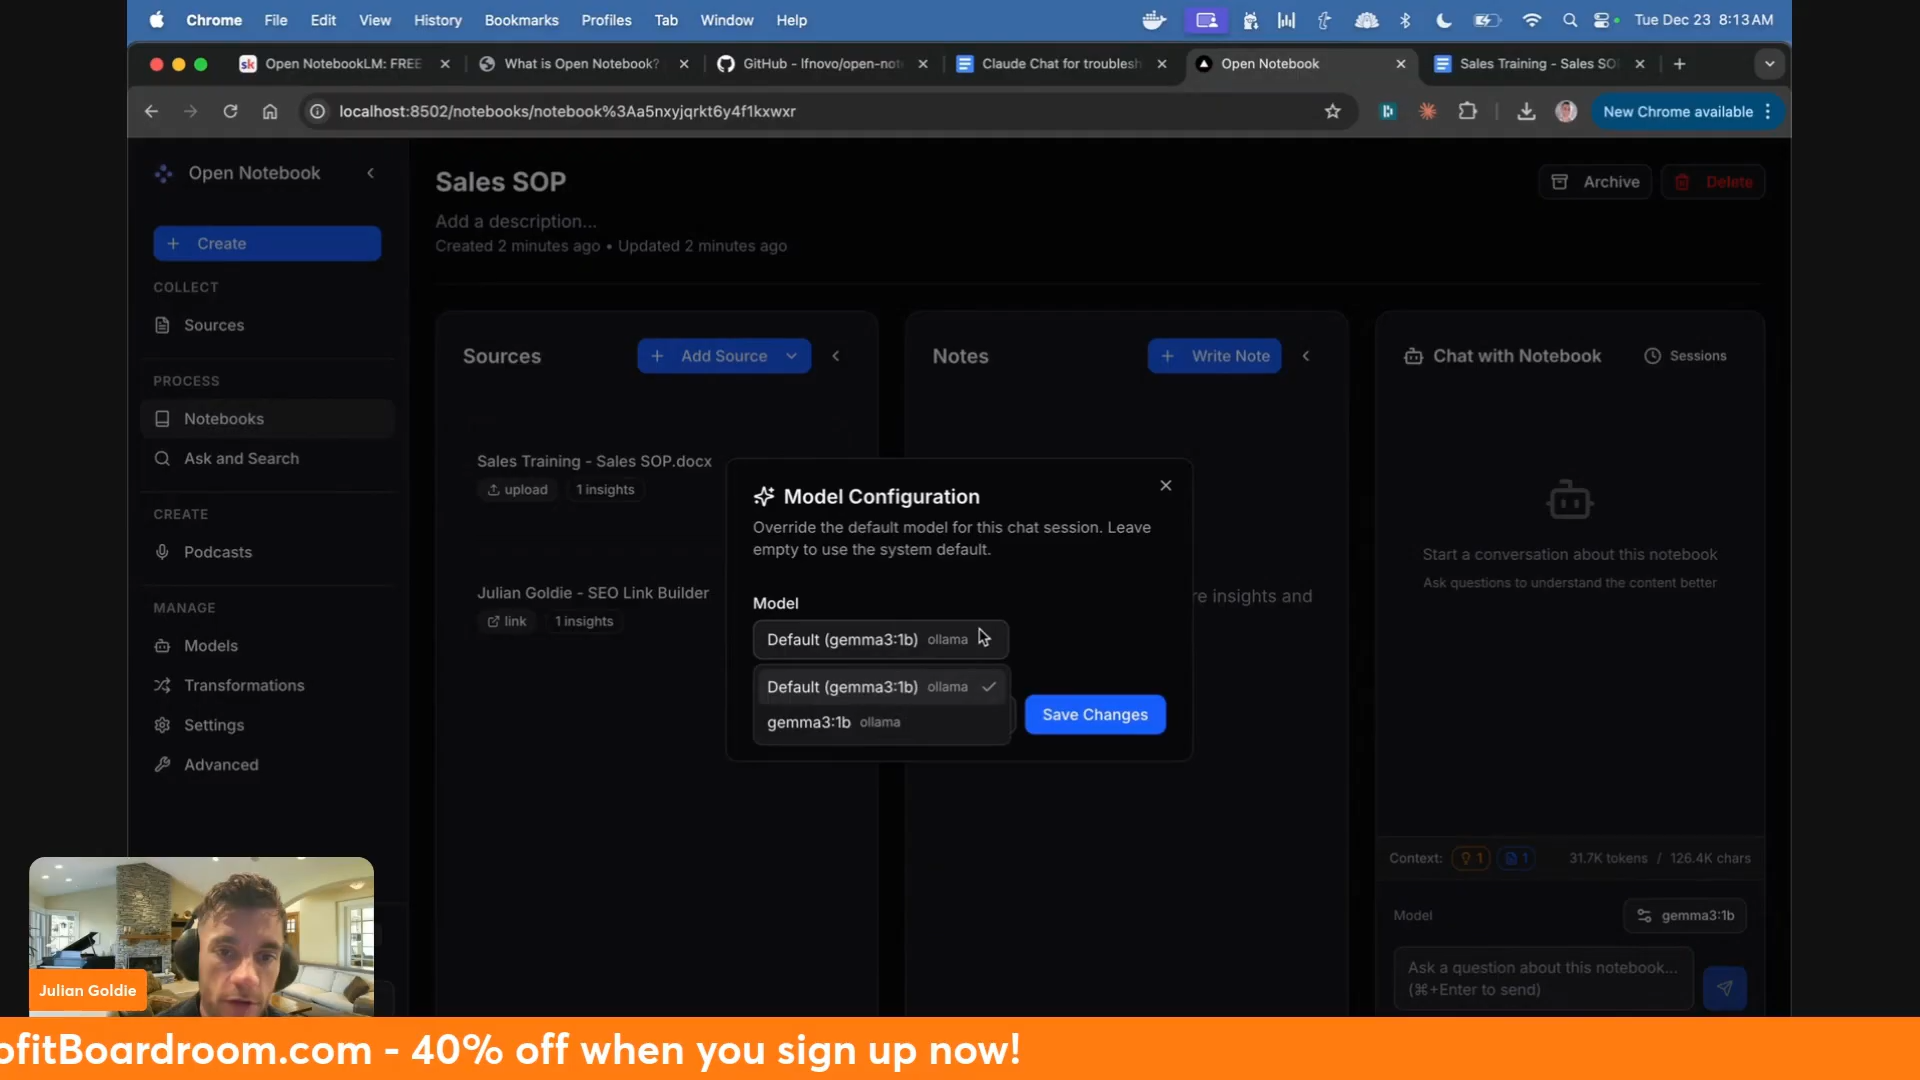 Chrome File Edit View History Bookmarks Profiles Tab Window Help
Tue Dec 23 8:13 AM
Open NotebookLM: FREE
What is Open Notebook?
GitHub - lfnovo/open-not
Claude Chat for troublesh
Open Notebook
Sales Training - Sales SO
localhost:8502/notebooks/notebook%3Aa5nxyjqrkt6y4f1kxwxr
New Chrome available
Open Notebook
Create
COLLECT
Sources
PROCESS
Notebooks
Ask and Search
CREATE
Podcasts
MANAGE
Models
Transformations
Settings
Advanced
Sales SOP
Add a description...
Created 2 minutes ago • Updated 2 minutes ago
Archive
Delete
Sources
Add Source
Sales Training - Sales SOP.docx
upload 1 insights
Julian Goldie - SEO Link Builder
link 1 insights
Notes
Write Note
re insights and
Model Configuration
Override the default model for this chat session. Leave
empty to use the system default.
Model
Default (gemma3:1b) ollama
Default (gemma3:1b) ollama
gemma3:1b ollama
Save Changes
Chat with Notebook
Sessions
Start a conversation about this notebook
Ask questions to understand the content better
Context: 1 1 31.7K tokens / 126.4K chars
Model
gemma3:1b
Ask a question about this notebook...
(⌘+Enter to send)
Julian Goldie
ofitBoardroom.com - 40% off when you sign up now!